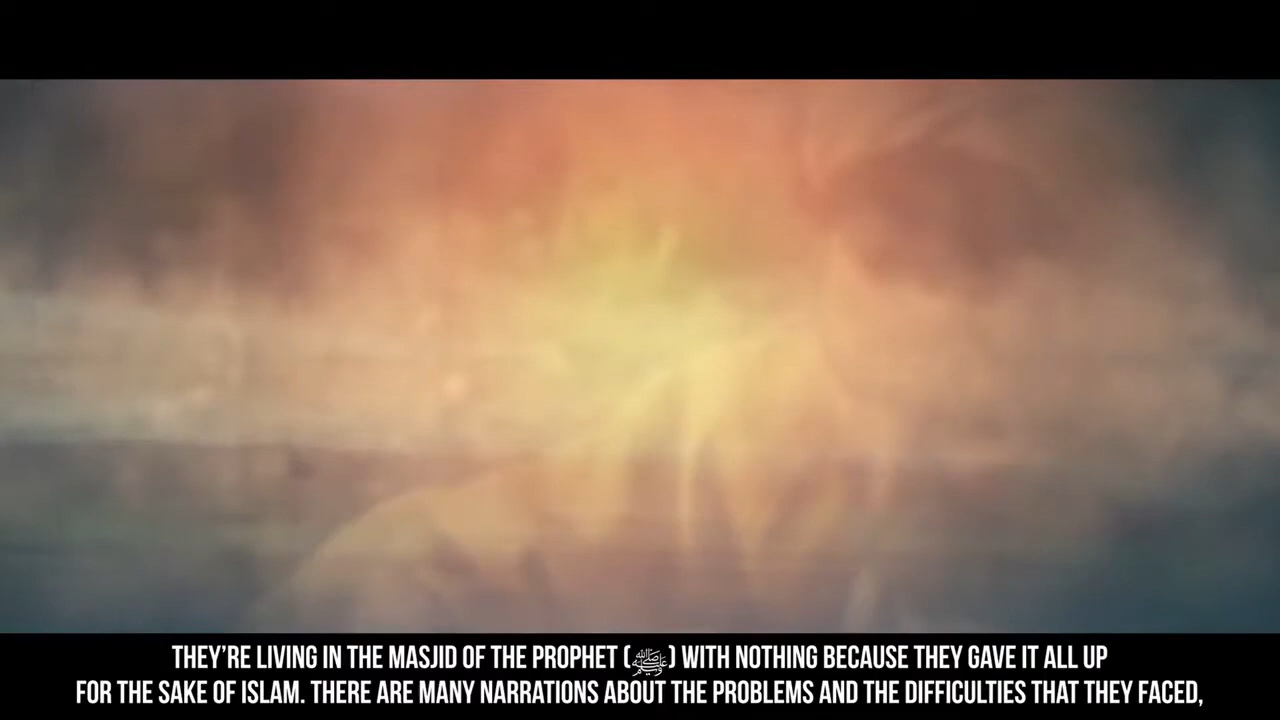 THEY'RE LIVING IN THE MASJID OF THE PROPHET (ﷺ) WITH NOTHING BECAUSE THEY GAVE IT ALL UP
FOR THE SAKE OF ISLAM. THERE ARE MANY NARRATIONS ABOUT THE PROBLEMS AND THE DIFFICULTIES THAT THEY FACED,